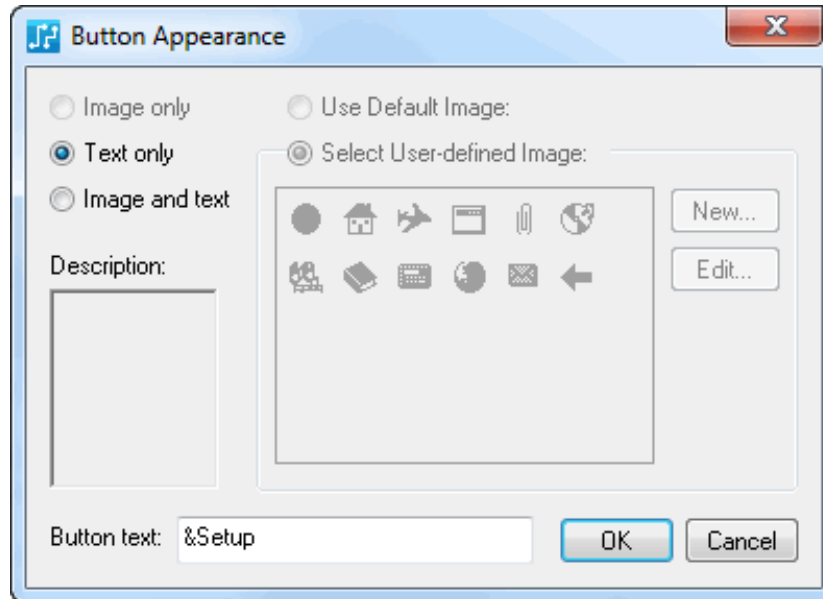 Button Appearance
Image only
Use Default Image:
Text only
Select User-defined Image:
Image and text
New...
Description:
Edit...
Button text: &Setup
OK
Cancel